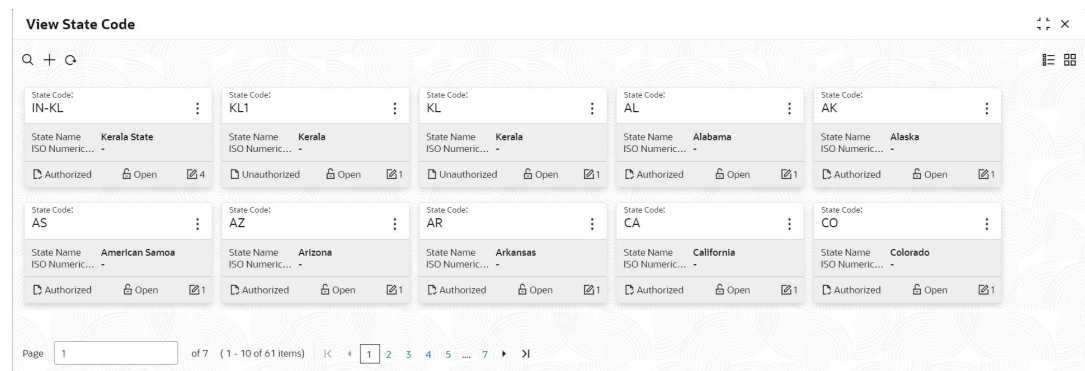 View State Code
State Code: State Code: State Code: State Code: State Code:
IN-KL KL1 KL AL AK
State Name Kerala State State Name Kerala State Name Kerala State Name Alabama State Name Alaska
ISO Numeric... - ISO Numeric... - ISO Numeric... - ISO Numeric... - ISO Numeric... -
Authorized Open 4 Unauthorized Open 1 Unauthorized Open 1 Authorized Open 1 Authorized Open 1
State Code: State Code: State Code: State Code: State Code:
AS AZ AR CA CO
State Name American Samoa State Name Arizona State Name Arkansas State Name California State Name Colorado
ISO Numeric... - ISO Numeric... - ISO Numeric... - ISO Numeric... - ISO Numeric... -
Authorized Open 1 Authorized Open 1 Authorized Open 1 Authorized Open 1 Authorized Open 1
Page 1 of 7 ( 1 - 10 of 61 items) 1 2 3 4 5 .... 7